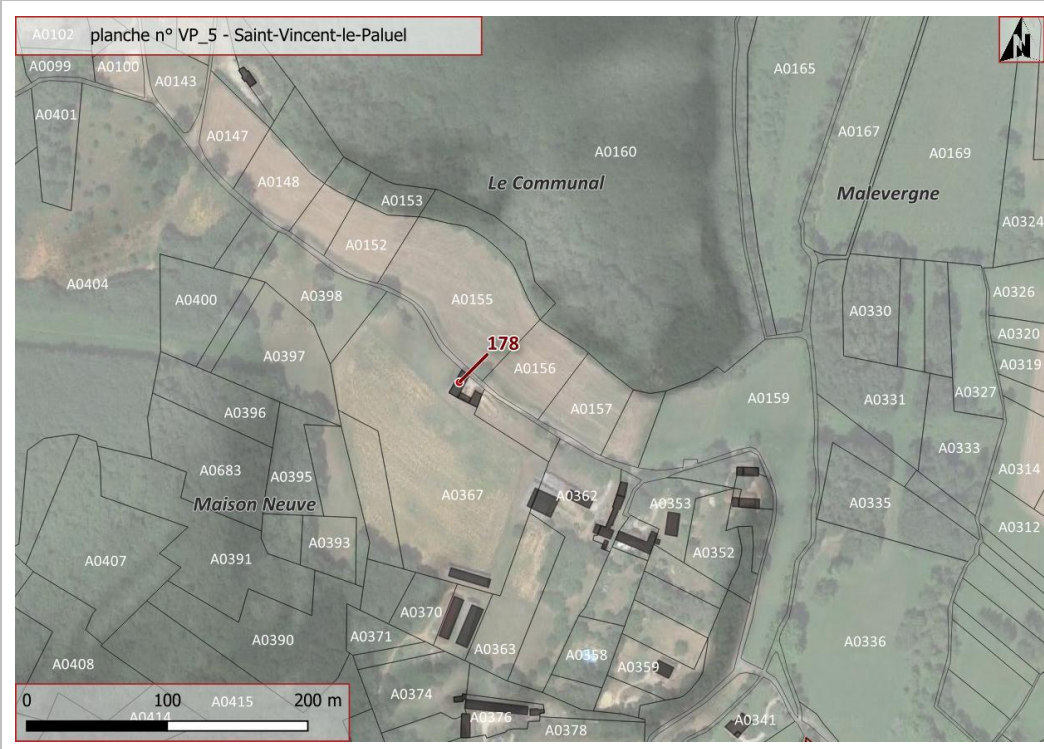 A0102
planche n° VP_5 - Saint-Vincent-le-Paluel
N
A0099
A0100
A0143
A0165
A0401
A0147
A0167
A0160
A0169
A0148
Le Communal
Malevergne
A0153
A0324
A0152
A0404
A0400
A0398
A0155
A0326
A0330
A0320
178
A0397
A0156
A0319
A0327
A0159
A0331
A0396
A0157
A0333
A0683
A0395
A0314
A0367
A0362
A0353
Maison Neuve
A0335
A0312
A0393
A0352
A0407
A0391
A0370
A0371
A0390
A0336
A0363
A0358
A0408
A0359
0 100 200 m
A0374
A0415
A0414
A0376
A0341
A0378